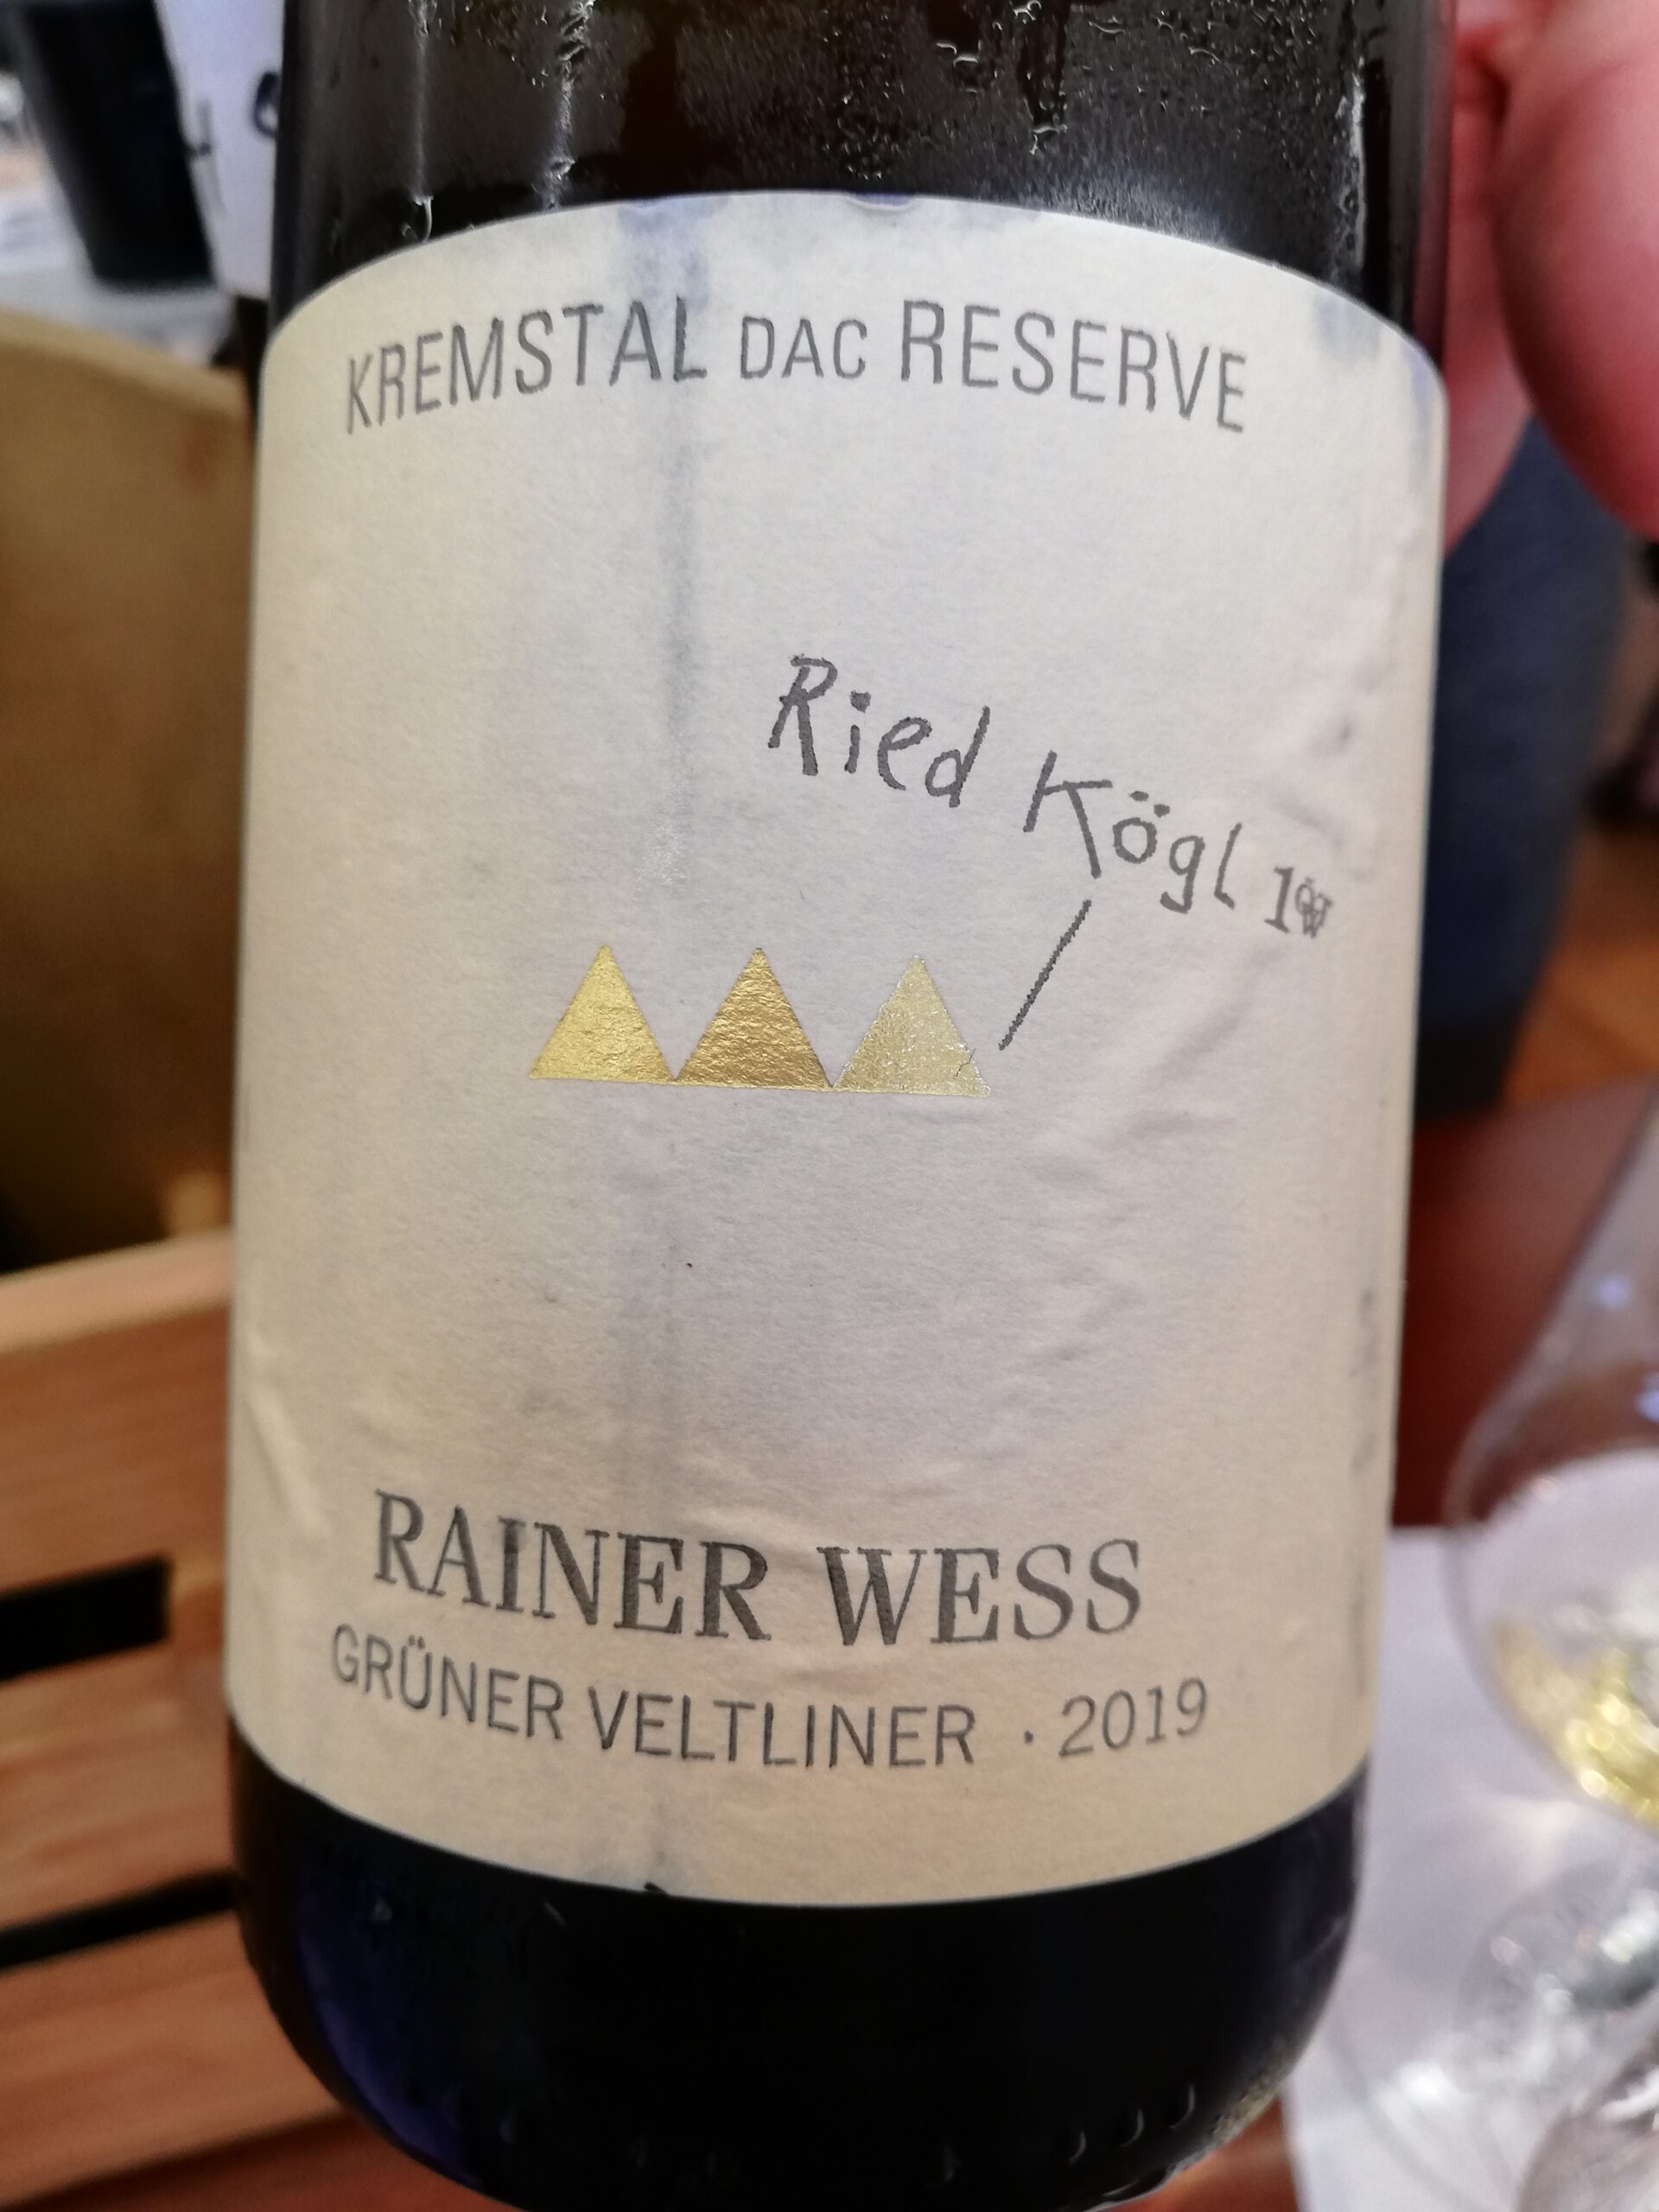 KREMSTAL DAC RESERVE
Ried Kögl 1ÖTW
RAINER WESS
GRÜNER VELTLINER · 2019